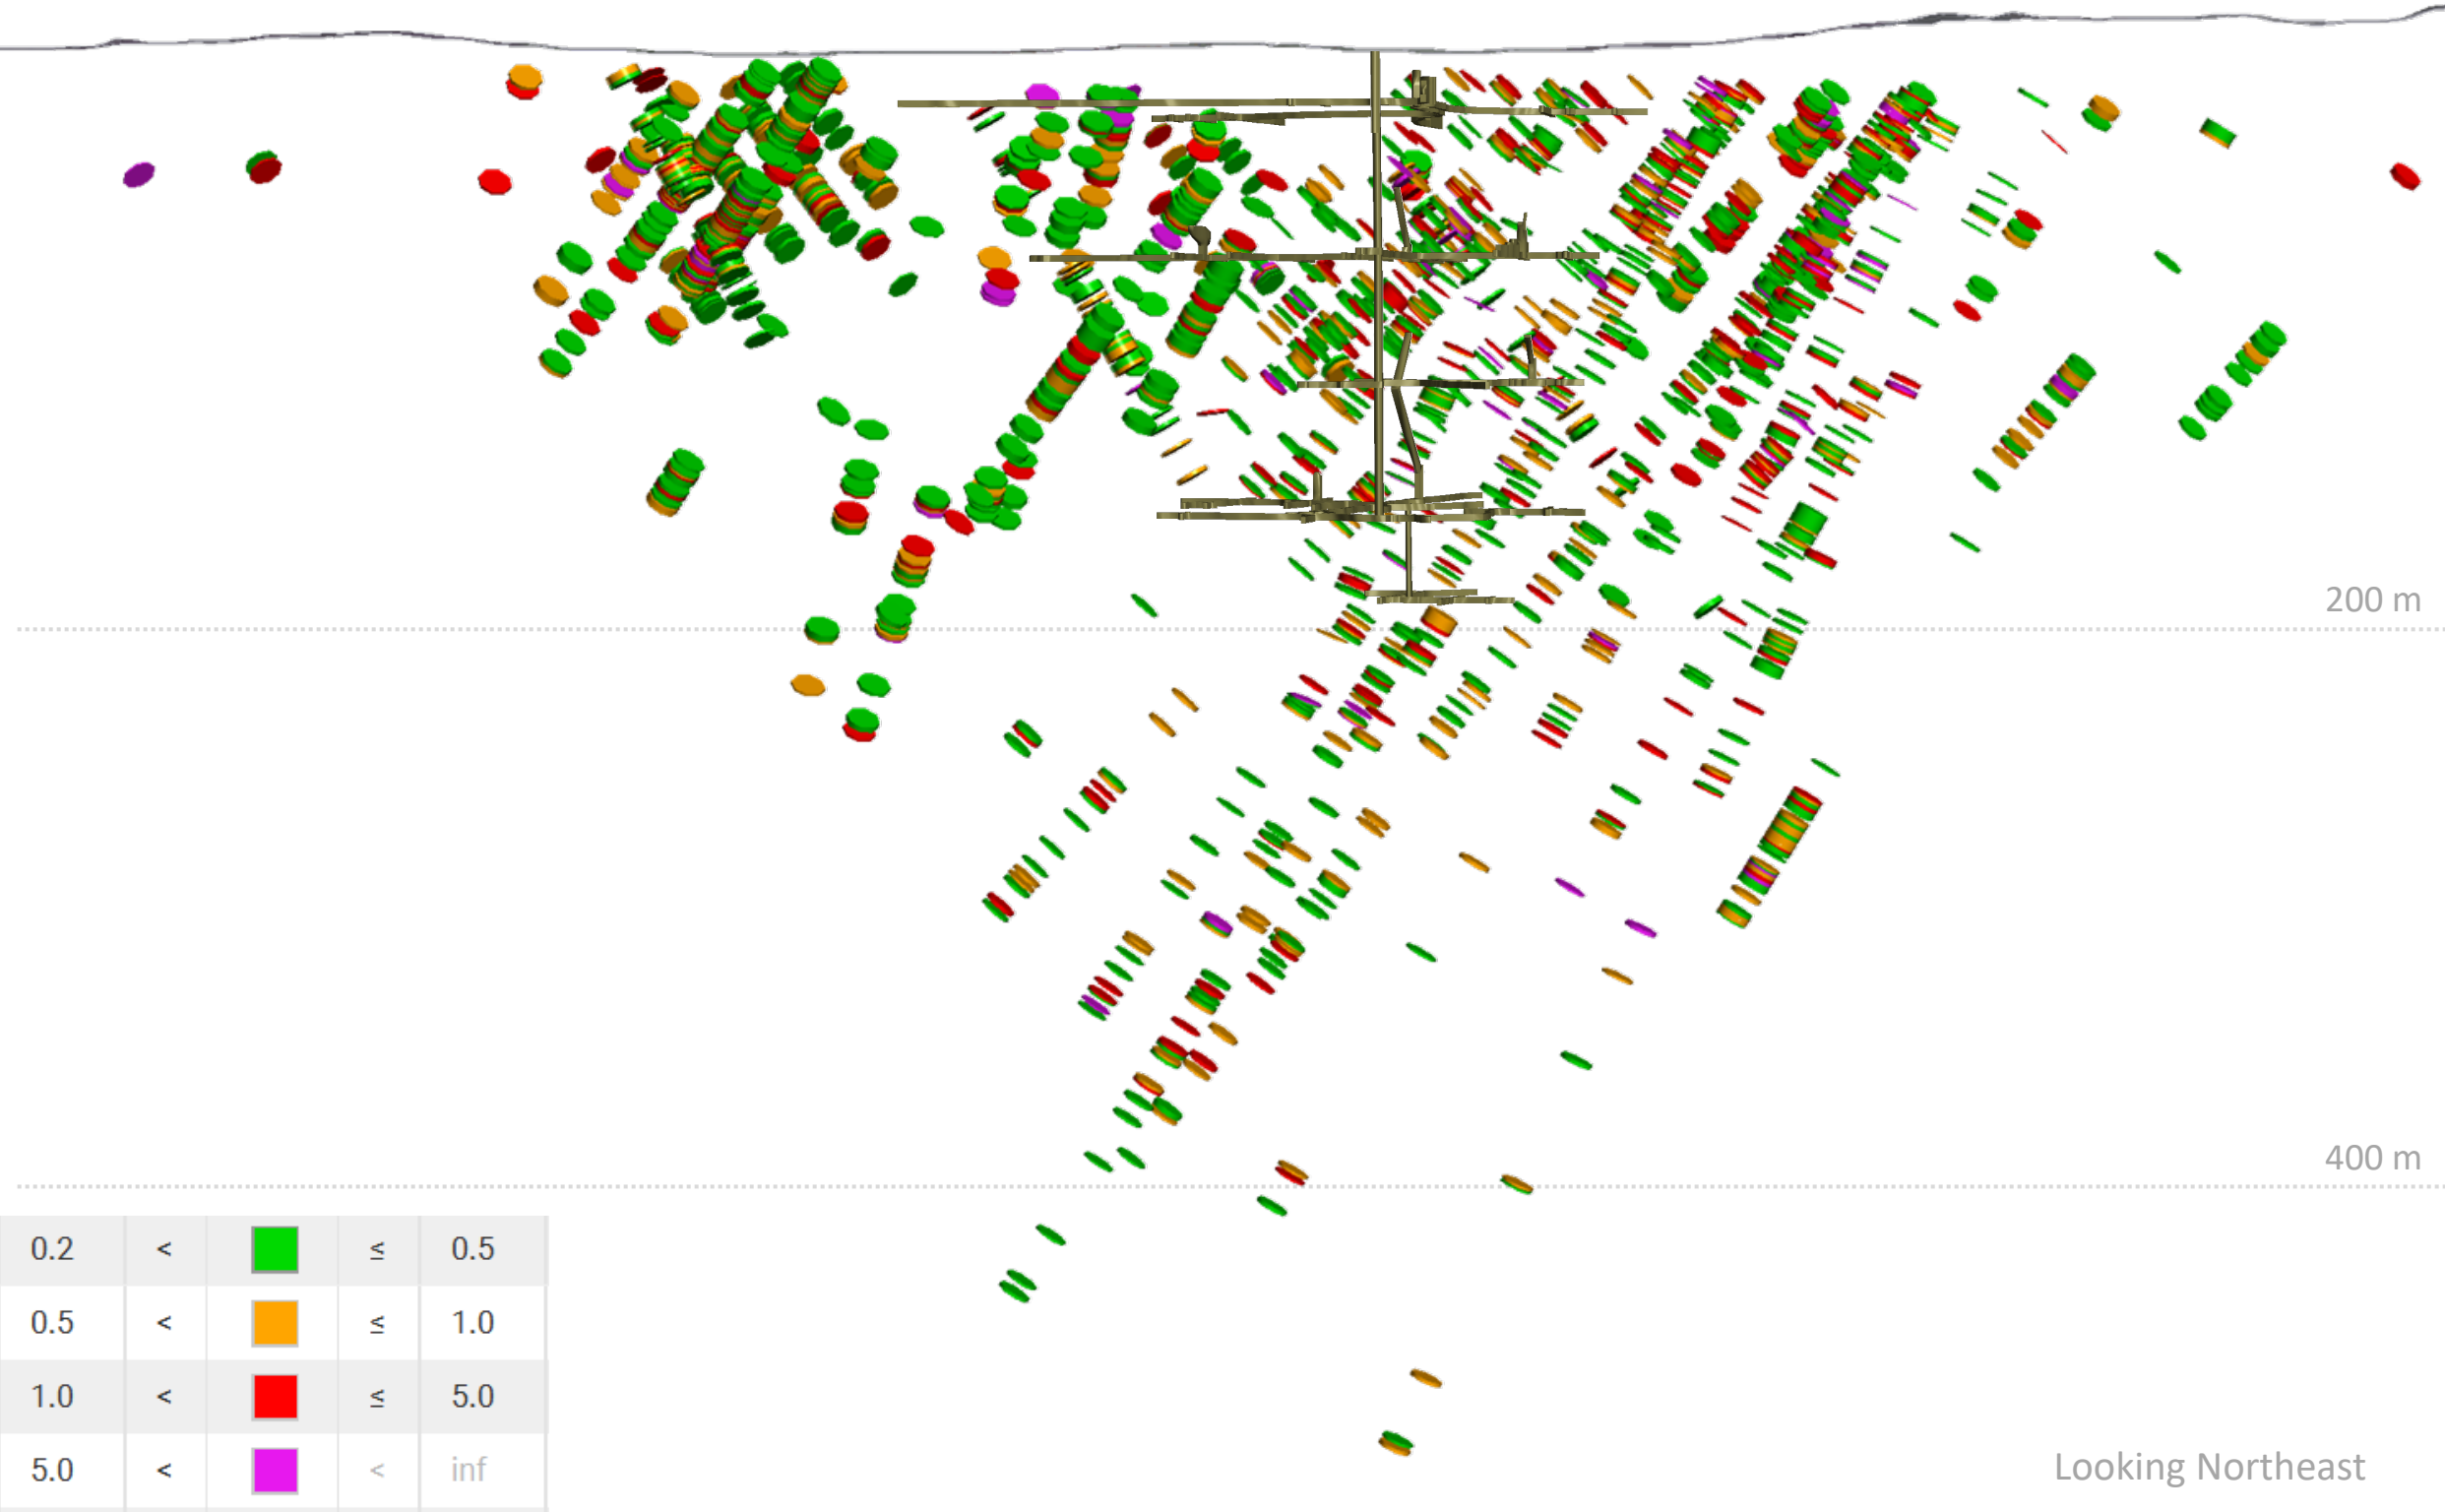 200 m
400 m
0.2 < ≤ 0.5
0.5 < ≤ 1.0
1.0 < ≤ 5.0
5.0 < < inf
Looking Northeast